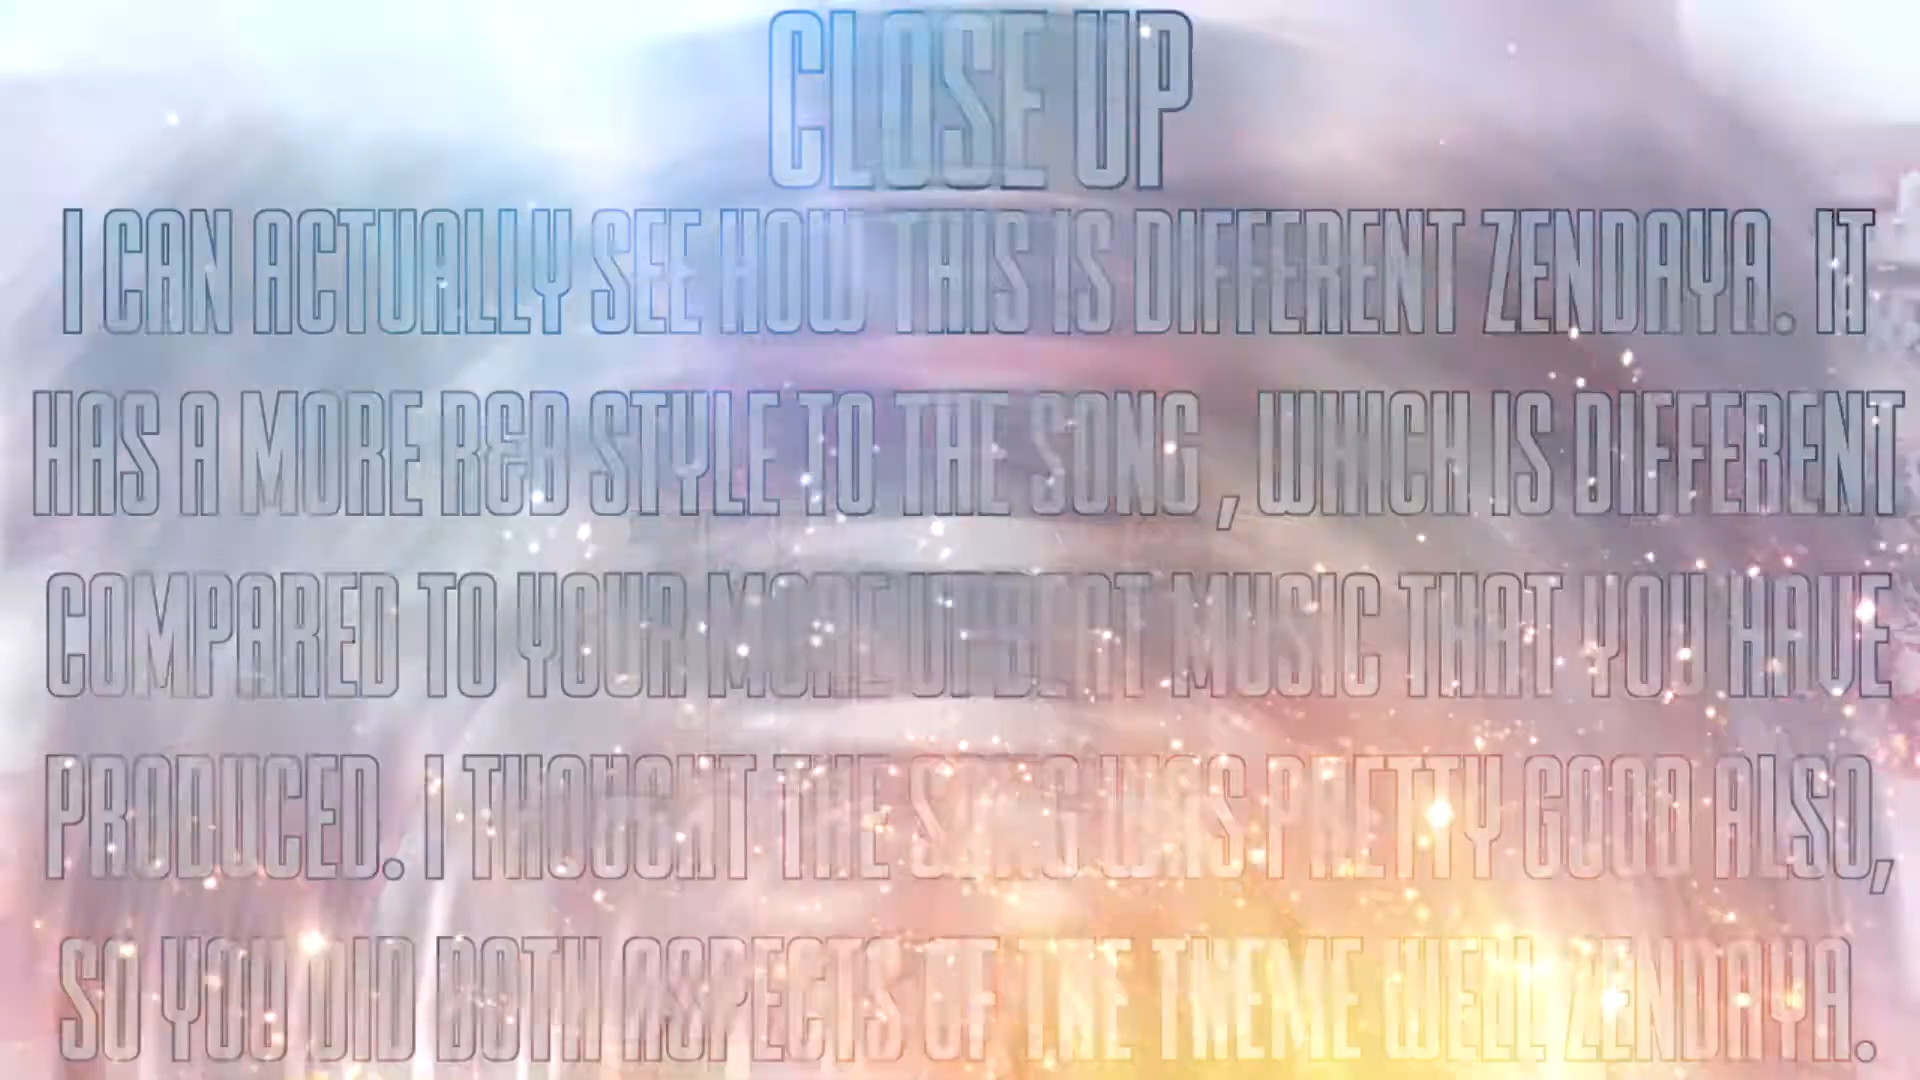 CLOSE UP
I CAN ACTUALLY SEE HOW THIS IS DIFFERENT ZENDAYA. IT
HAS A MORE R&B STYLE TO THE SONG , WHICH IS DIFFERENT
COMPARED TO YOUR MORE UPBEAT MUSIC THAT YOU HAVE
PRODUCED. I THOUGHT THE SONG WAS PRETTY GOOD ALSO,
SO YOU DID BOTH ASPECTS OF THE THEME WELL ZENDAYA.